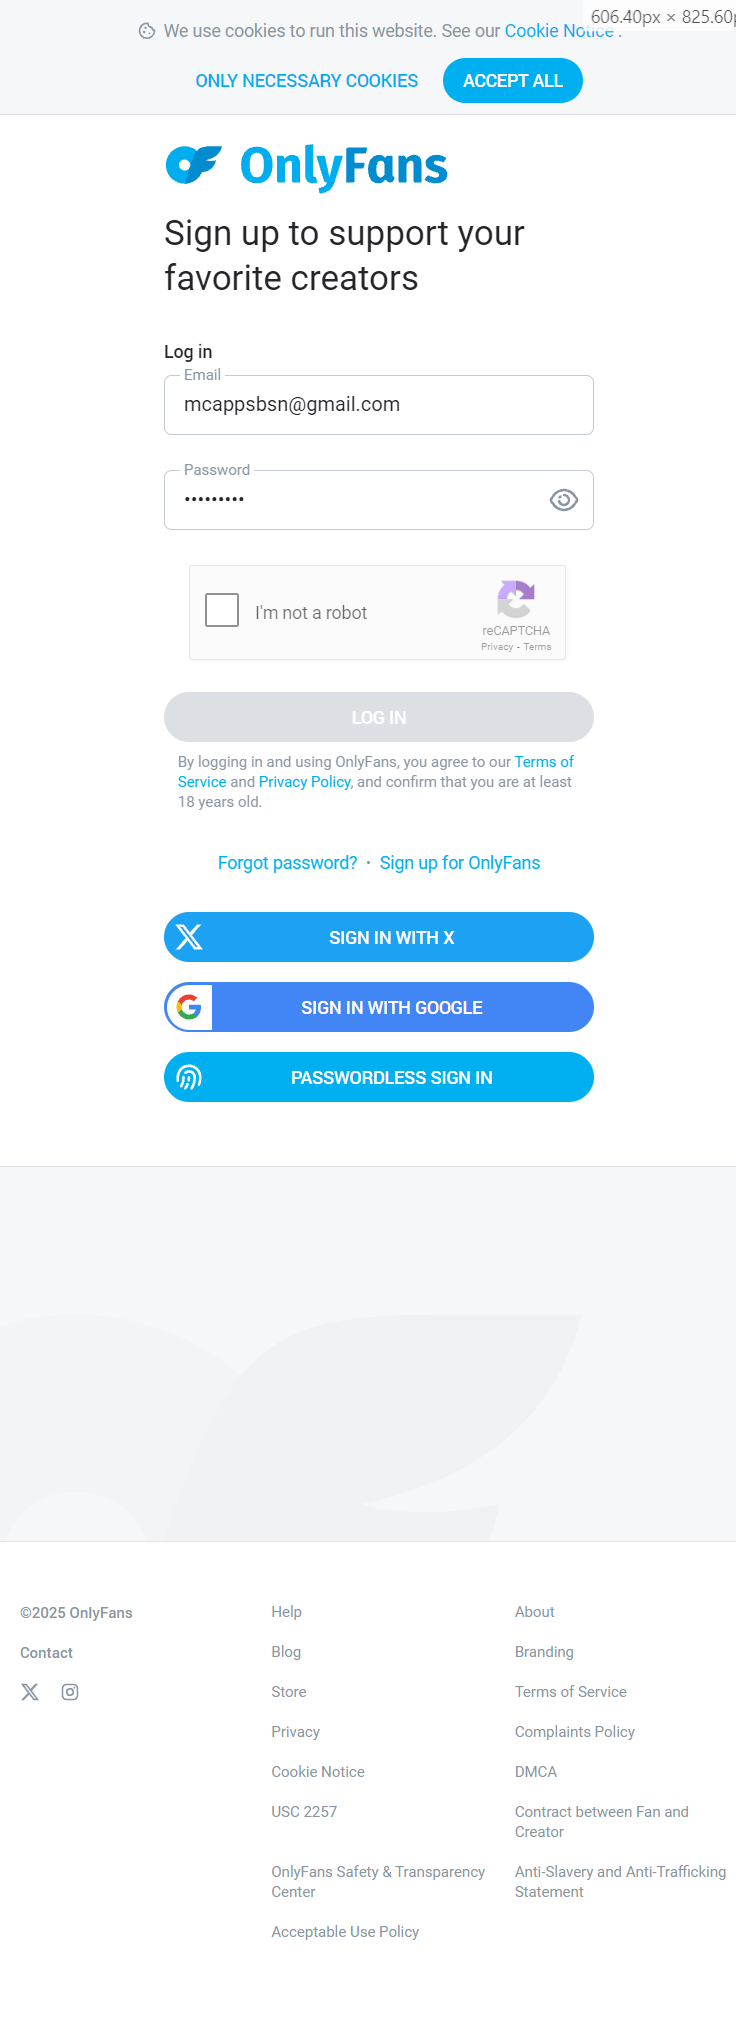 606.40px × 825.60p
We use cookies to run this website. See our Cookie Notice .
ONLY NECESSARY COOKIES
ACCEPT ALL
OnlyFans
Sign up to support your
favorite creators
Log in
Email
mcappsbsn@gmail.com
Password
•••••••••
I'm not a robot
reCAPTCHA
Privacy - Terms
LOG IN
By logging in and using OnlyFans, you agree to our Terms of
Service and Privacy Policy, and confirm that you are at least
18 years old.
Forgot password? • Sign up for OnlyFans
SIGN IN WITH X
SIGN IN WITH GOOGLE
PASSWORDLESS SIGN IN
©2025 OnlyFans
Contact
Help
Blog
Store
Privacy
Cookie Notice
USC 2257
OnlyFans Safety & Transparency
Center
Acceptable Use Policy
About
Branding
Terms of Service
Complaints Policy
DMCA
Contract between Fan and
Creator
Anti-Slavery and Anti-Trafficking
Statement